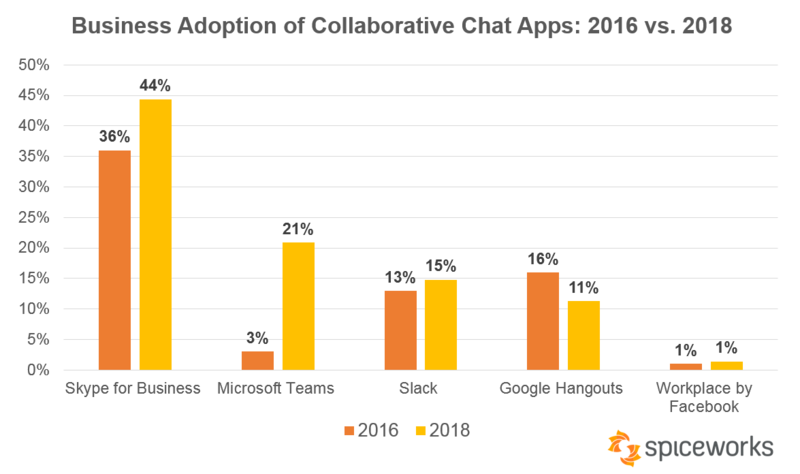 Business Adoption of Collaborative Chat Apps: 2016 vs. 2018
50%
45%
40%
35%
30%
25%
20%
15%
10%
5%
0%
36%
44%
3%
21%
13%
15%
16%
11%
1%
1%
Skype for Business
Microsoft Teams
Slack
Google Hangouts
Workplace by
Facebook
2016
2018
spiceworks